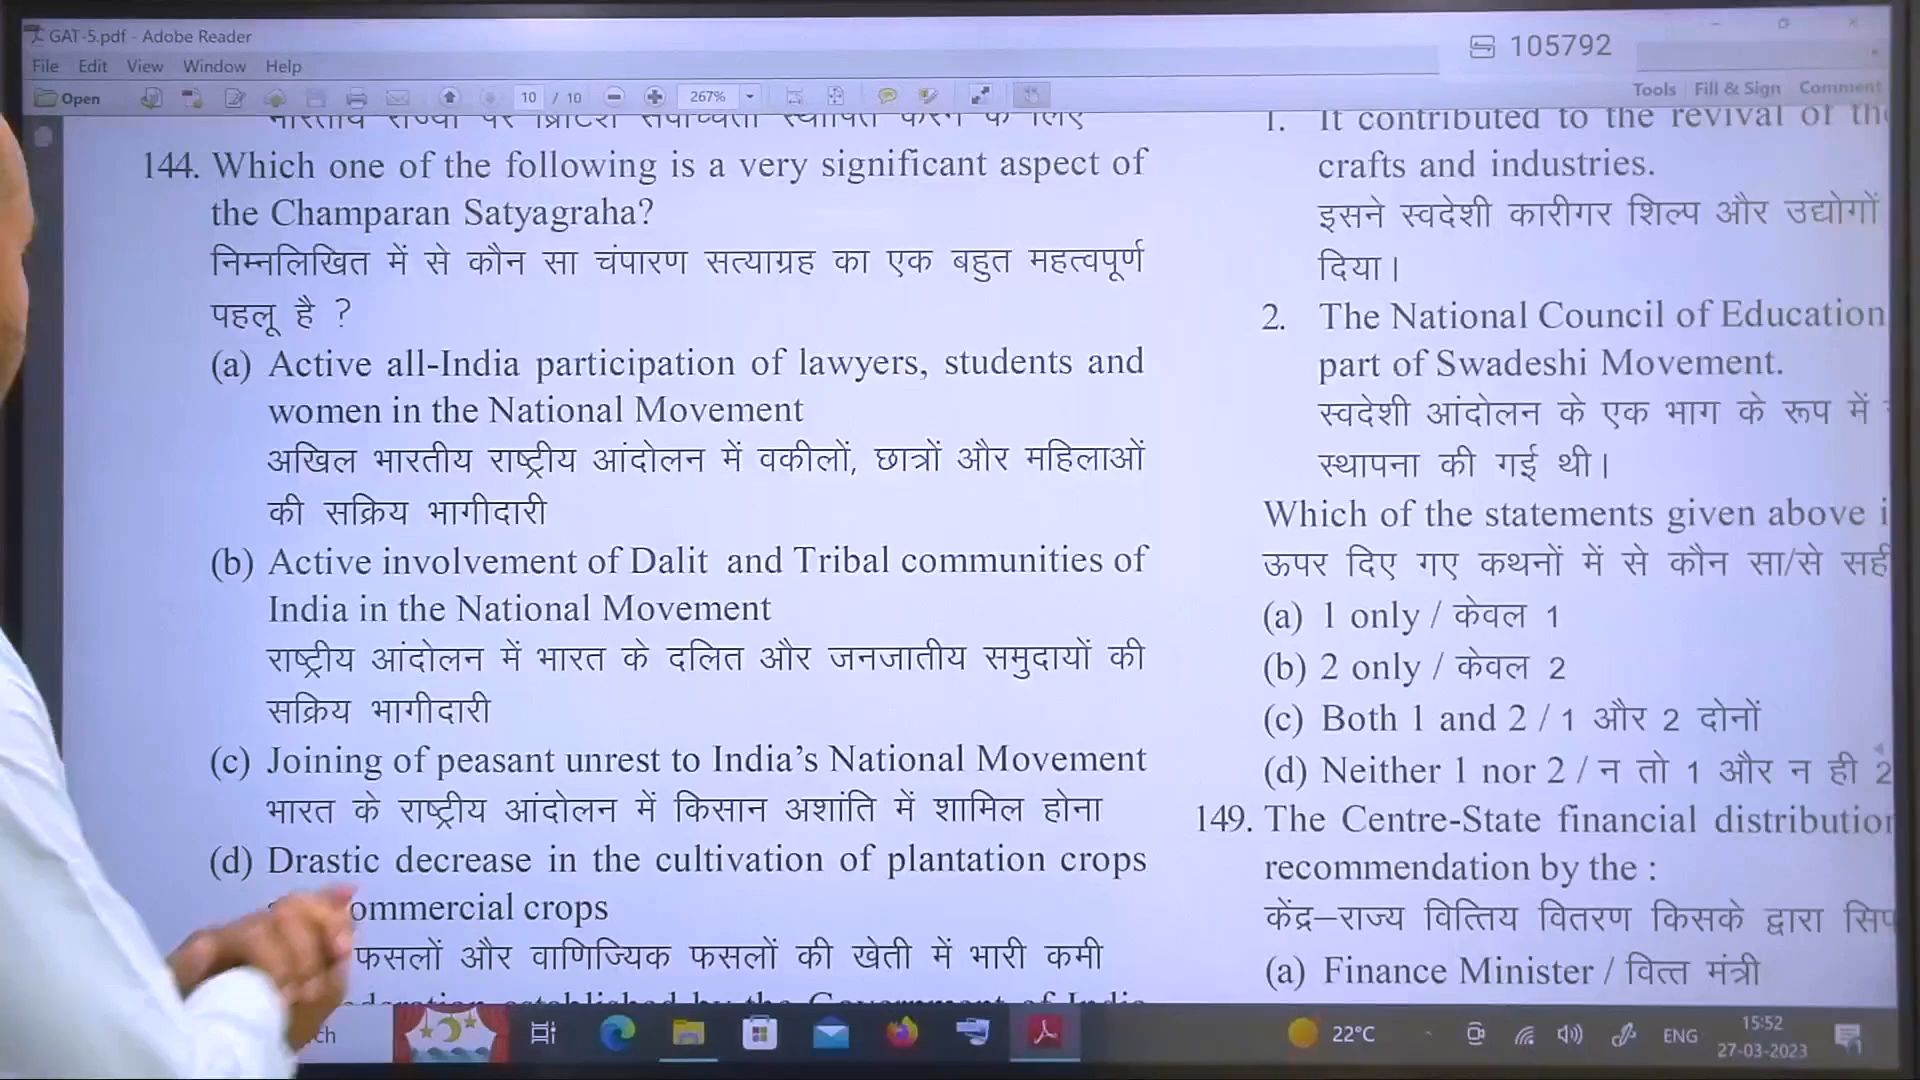 GAT-5.pdf - Adobe Reader
105792
File Edit View Window Help
Open 10 / 10 267% Tools Fill & Sign Comment
144. Which one of the following is a very significant aspect of
the Champaran Satyagraha?
निम्नलिखित में से कौन सा चंपारण सत्याग्रह का एक बहुत महत्वपूर्ण
पहलू है ?
(a) Active all-India participation of lawyers, students and
women in the National Movement
अखिल भारतीय राष्ट्रीय आंदोलन में वकीलों, छात्रों और महिलाओं
की सक्रिय भागीदारी
(b) Active involvement of Dalit and Tribal communities of
India in the National Movement
राष्ट्रीय आंदोलन में भारत के दलित और जनजातीय समुदायों की
सक्रिय भागीदारी
(c) Joining of peasant unrest to India's National Movement
भारत के राष्ट्रीय आंदोलन में किसान अशांति में शामिल होना
(d) Drastic decrease in the cultivation of plantation crops
ommercial crops
फसलों और वाणिज्यिक फसलों की खेती में भारी कमी
1. It contributed to the revival of the
crafts and industries.
इसने स्वदेशी कारीगर शिल्प और उद्योगों
दिया।
2. The National Council of Education
part of Swadeshi Movement.
स्वदेशी आंदोलन के एक भाग के रूप में
स्थापना की गई थी।
Which of the statements given above i
ऊपर दिए गए कथनों में से कौन सा/से सही
(a) 1 only / केवल 1
(b) 2 only / केवल 2
(c) Both 1 and 2 / 1 और 2 दोनों
(d) Neither 1 nor 2 / न तो 1 और न ही 2
149. The Centre-State financial distribution
recommendation by the :
केंद्र–राज्य वित्तिय वितरण किसके द्वारा
(a) Finance Minister / वित्त मंत्री
22°C ENG 15:52
27-03-2023